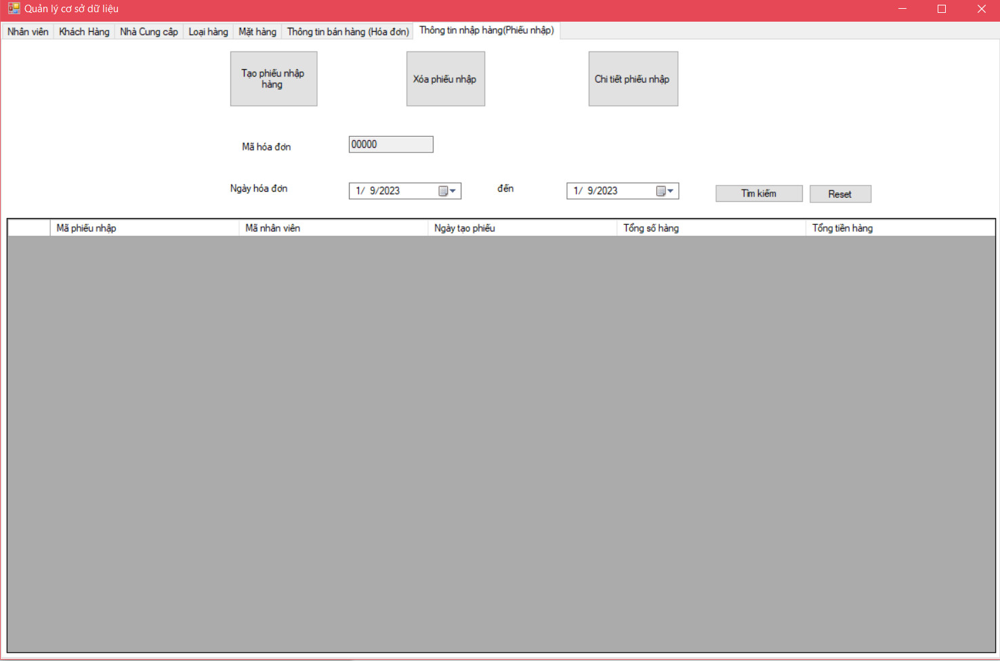 Quản lý cơ sở dữ liệu
Nhân viên Khách Hàng Nhà Cung cấp Loại hàng Mặt hàng Thông tin bán hàng (Hóa đơn) Thông tin nhập hàng(Phiếu nhập)
Tạo phiếu nhập
hàng
Xóa phiếu nhập
Chi tiết phiếu nhập
Mã hóa đơn 00000
Ngày hóa đơn 1/ 9/2023 đến 1/ 9/2023 Tìm kiếm Reset
Mã phiếu nhập Mã nhân viên Ngày tạo phiếu Tổng số hàng Tổng tiền hàng